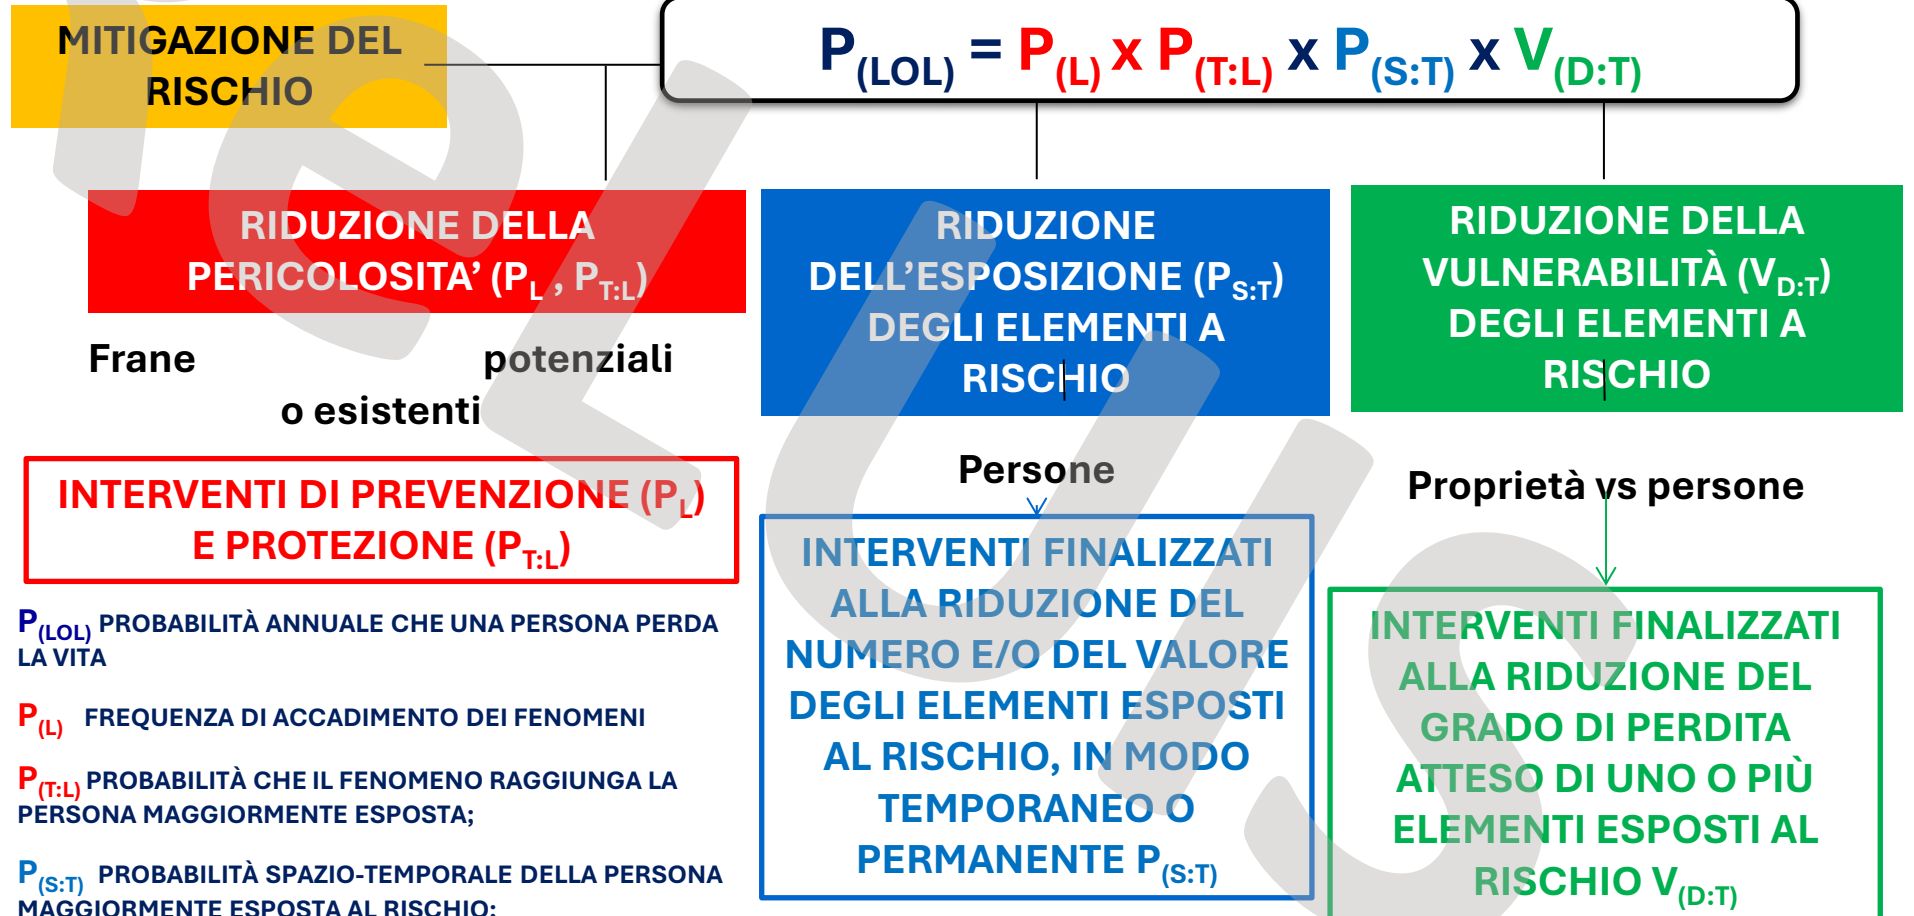 MITIGAZIONE DEL
RISCHIO
P(LOL) = P(L) x P(T:L) x P(S:T) x V(D:T)
RIDUZIONE DELLA
PERICOLOSITA’ (PL , PT:L)
Frane potenziali
o esistenti
INTERVENTI DI PREVENZIONE (PL)
E PROTEZIONE (PT:L)
P(LOL) PROBABILITÀ ANNUALE CHE UNA PERSONA PERDA
LA VITA
P(L) FREQUENZA DI ACCADIMENTO DEI FENOMENI
P(T:L) PROBABILITÀ CHE IL FENOMENO RAGGIUNGA LA
PERSONA MAGGIORMENTE ESPOSTA;
P(S:T) PROBABILITÀ SPAZIO-TEMPORALE DELLA PERSONA
MAGGIORMENTE ESPOSTA AL RISCHIO;
RIDUZIONE
DELL’ESPOSIZIONE (PS:T)
DEGLI ELEMENTI A
RISCHIO
Persone
INTERVENTI FINALIZZATI
ALLA RIDUZIONE DEL
NUMERO E/O DEL VALORE
DEGLI ELEMENTI ESPOSTI
AL RISCHIO, IN MODO
TEMPORANEO O
PERMANENTE P(S:T)
RIDUZIONE DELLA
VULNERABILITÀ (VD:T)
DEGLI ELEMENTI A
RISCHIO
Proprietà vs persone
INTERVENTI FINALIZZATI
ALLA RIDUZIONE DEL
GRADO DI PERDITA
ATTESO DI UNO O PIÙ
ELEMENTI ESPOSTI AL
RISCHIO V(D:T)